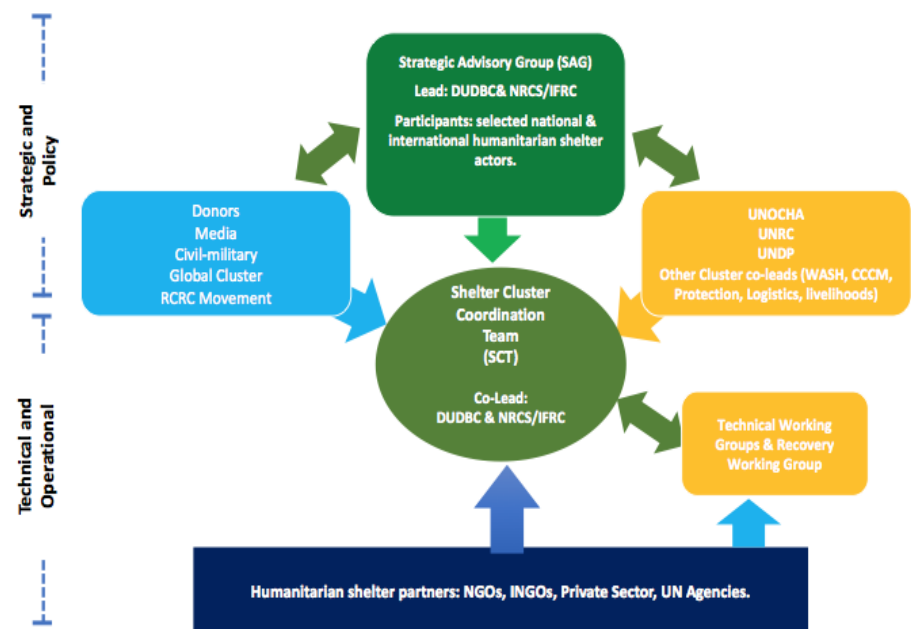 Strategic and
Policy
Technical and
Operational
Strategic Advisory Group (SAG)
Lead: DUDBC& NRCS/IFRC
Participants: selected national &
international humanitarian shelter
actors.
Donors
Media
Civil-military
Global Cluster
RCRC Movement
UNOCHA
UNRC
UNDP
Other Cluster co-leads (WASH, CCCM,
Protection, Logistics, livelihoods)
Shelter Cluster
Coordination
Team
(SCT)
Co-Lead:
DUDBC & NRCS/IFRC
Technical Working
Groups & Recovery
Working Group
Humanitarian shelter partners: NGOs, INGOs, Private Sector, UN Agencies.